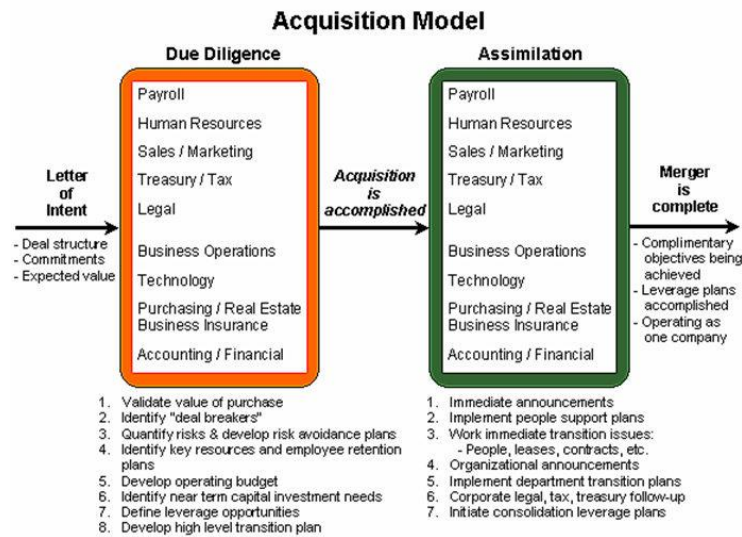 Acquisition Model
Due Diligence
Payroll
Human Resources
Sales / Marketing
Treasury / Tax
Legal
Business Operations
Technology
Purchasing / Real Estate
Business Insurance
Accounting / Financial
Assimilation
Payroll
Human Resources
Sales / Marketing
Treasury / Tax
Legal
Business Operations
Technology
Purchasing / Real Estate
Business Insurance
Accounting / Financial
Letter
of
Intent
- Deal structure
- Commitments
- Expected value
Acquisition
is
accomplished
Merger
is
complete
- Complimentary
objectives being
achieved
- Leverage plans
accomplished
- Operating as
one company
1. Validate value of purchase
2. Identify "deal breakers"
3. Quantify risks & develop risk avoidance plans
4. Identify key resources and employee retention
plans
5. Develop operating budget
6. Identify near term capital investment needs
7. Define leverage opportunities
8. Develop high level transition plan
1. Immediate announcements
2. Implement people support plans
3. Work immediate transition issues:
- People, leases, contracts, etc.
4. Organizational announcements
5. Implement department transition plans
6. Corporate legal, tax, treasury follow-up
7. Initiate consolidation leverage plans